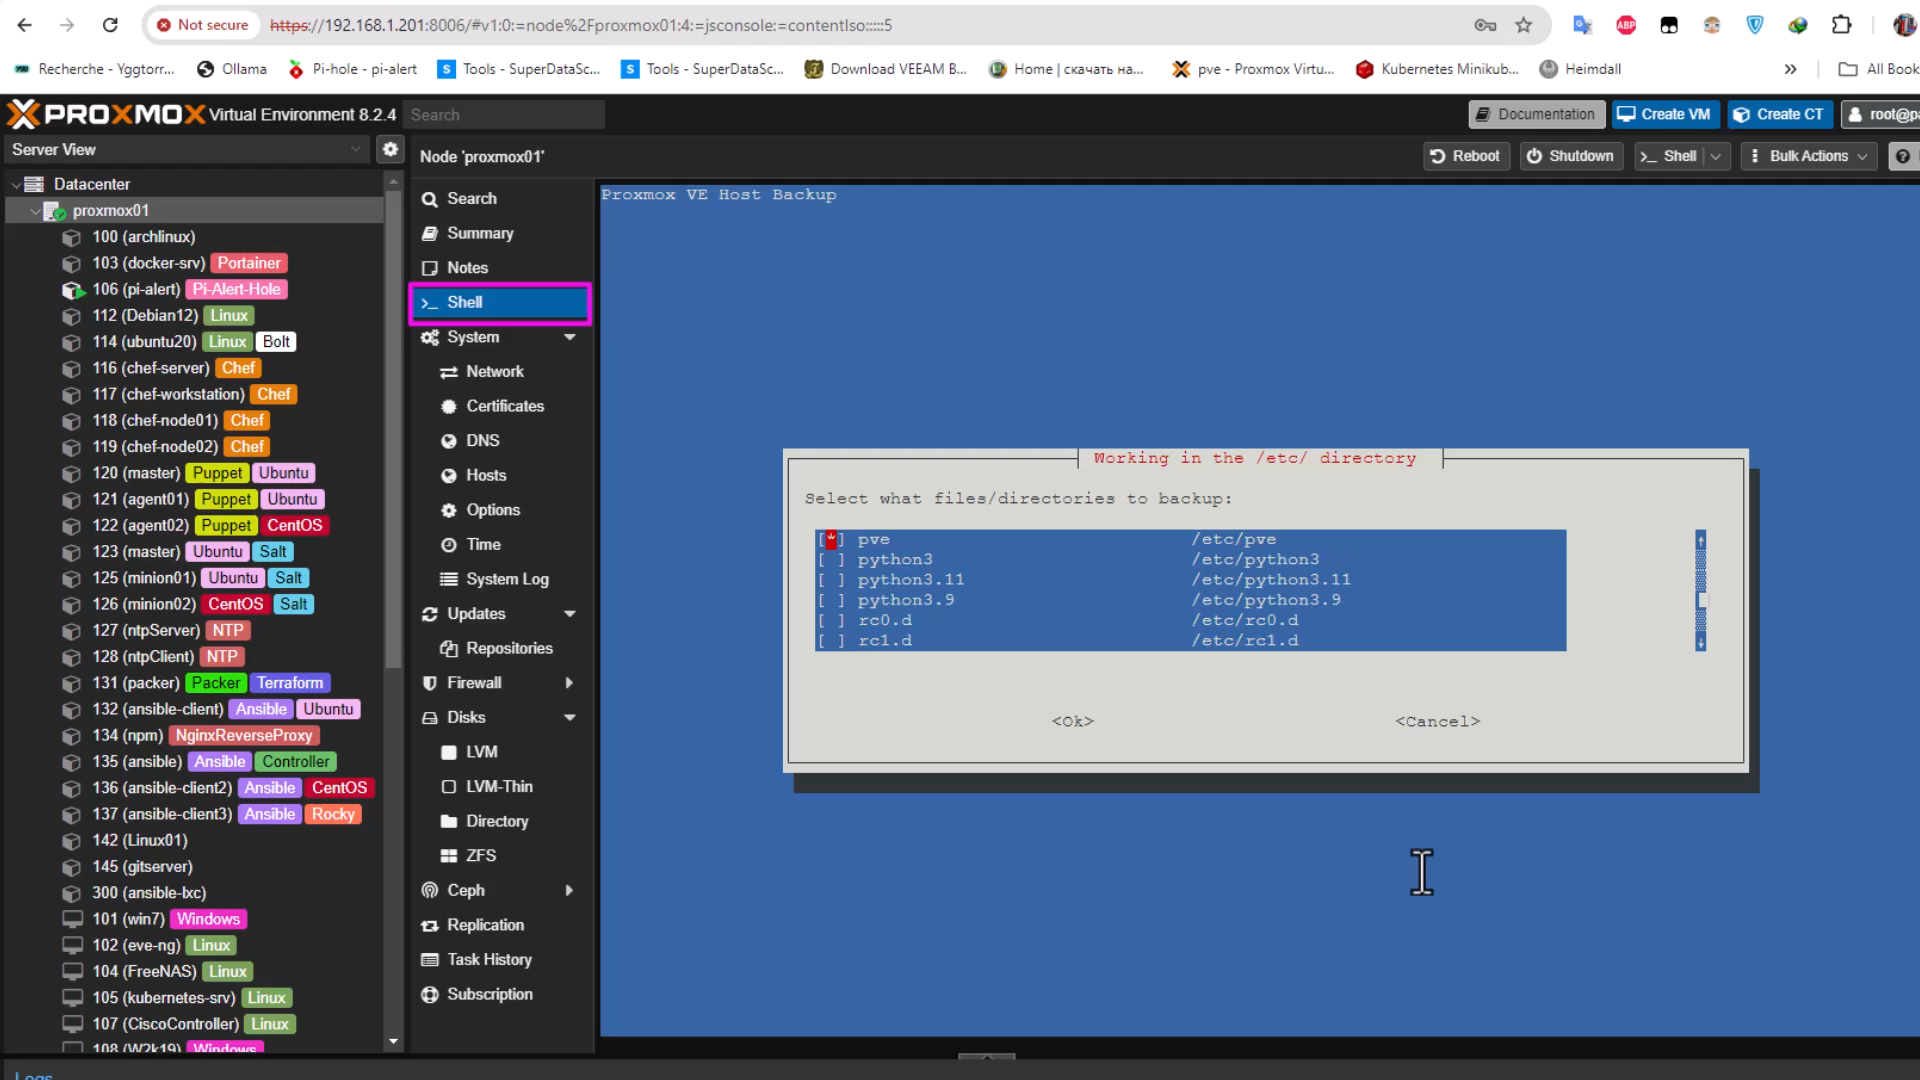 Not secure https://192.168.1.201:8006/#v1:0:=node%2Fproxmox01:4:=jsconsole:=contentIso:::::5
ABP
Recherche - Yggtorr... Ollama Pi-hole - pi-alert Tools - SuperDataSc... Tools - SuperDataSc... Download VEEAM B... Home | скачать на... pve - Proxmox Virtu... Kubernetes Minikub... Heimdall All Book
PROXMOX Virtual Environment 8.2.4 Search Documentation Create VM Create CT root@pa
Server View
Node 'proxmox01' Reboot Shutdown Shell Bulk Actions
Datacenter
proxmox01
100 (archlinux)
103 (docker-srv) Portainer
106 (pi-alert) Pi-Alert-Hole
112 (Debian12) Linux
114 (ubuntu20) Linux Bolt
116 (chef-server) Chef
117 (chef-workstation) Chef
118 (chef-node01) Chef
119 (chef-node02) Chef
120 (master) Puppet Ubuntu
121 (agent01) Puppet Ubuntu
122 (agent02) Puppet CentOS
123 (master) Ubuntu Salt
125 (minion01) Ubuntu Salt
126 (minion02) CentOS Salt
127 (ntpServer) NTP
128 (ntpClient) NTP
131 (packer) Packer Terraform
132 (ansible-client) Ansible Ubuntu
134 (npm) NginxReverseProxy
135 (ansible) Ansible Controller
136 (ansible-client2) Ansible CentOS
137 (ansible-client3) Ansible Rocky
142 (Linux01)
145 (gitserver)
300 (ansible-lxc)
101 (win7) Windows
102 (eve-ng) Linux
104 (FreeNAS) Linux
105 (kubernetes-srv) Linux
107 (CiscoController) Linux
108 (W2k19) Windows
Search
Summary
Notes
>_ Shell
System
Network
Certificates
DNS
Hosts
Options
Time
System Log
Updates
Repositories
Firewall
Disks
LVM
LVM-Thin
Directory
ZFS
Ceph
Replication
Task History
Subscription
Proxmox VE Host Backup
Working in the /etc/ directory
Select what files/directories to backup:
[*] pve /etc/pve
[ ] python3 /etc/python3
[ ] python3.11 /etc/python3.11
[ ] python3.9 /etc/python3.9
[ ] rc0.d /etc/rc0.d
[ ] rc1.d /etc/rc1.d
<Ok> <Cancel>
Logs